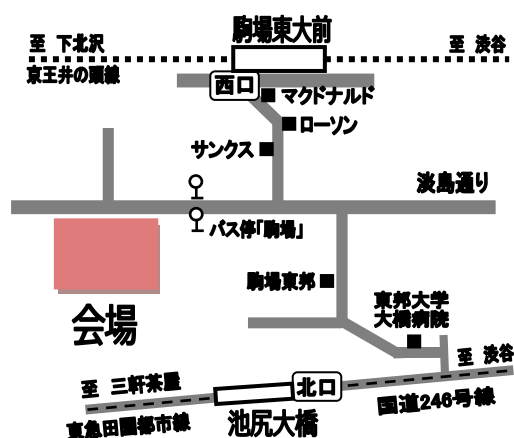 駒場東大前
至 下北沢
至 渋谷
京王井の頭線
西口
マクドナルド
ローソン
サンクス
淡島通り
バス停「駒場」
駒場東邦
東邦大学
大橋病院
会場
至 渋谷
至 三軒茶屋
北口
国道246号線
東急田園都市線
池尻大橋